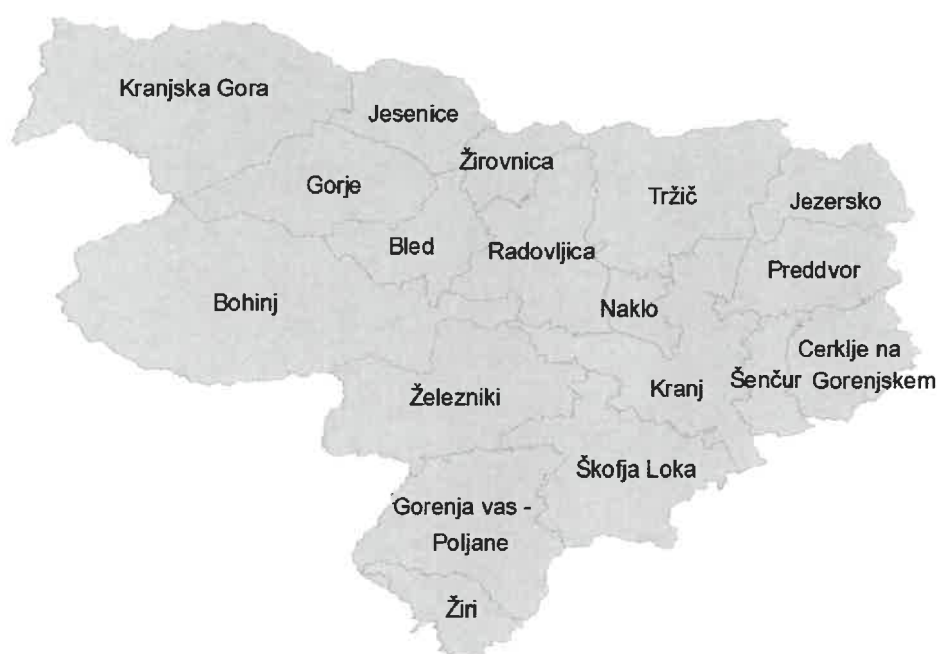 Kranjska Gora
Jesenice
Žirovnica
Gorje
Tržič
Jezersko
Bled
Radovljica
Preddvor
Bohinj
Naklo
Cerklje na
Gorenjskem
Šenčur
Kranj
Železniki
Škofja Loka
Gorenja vas -
Poljane
Žiri